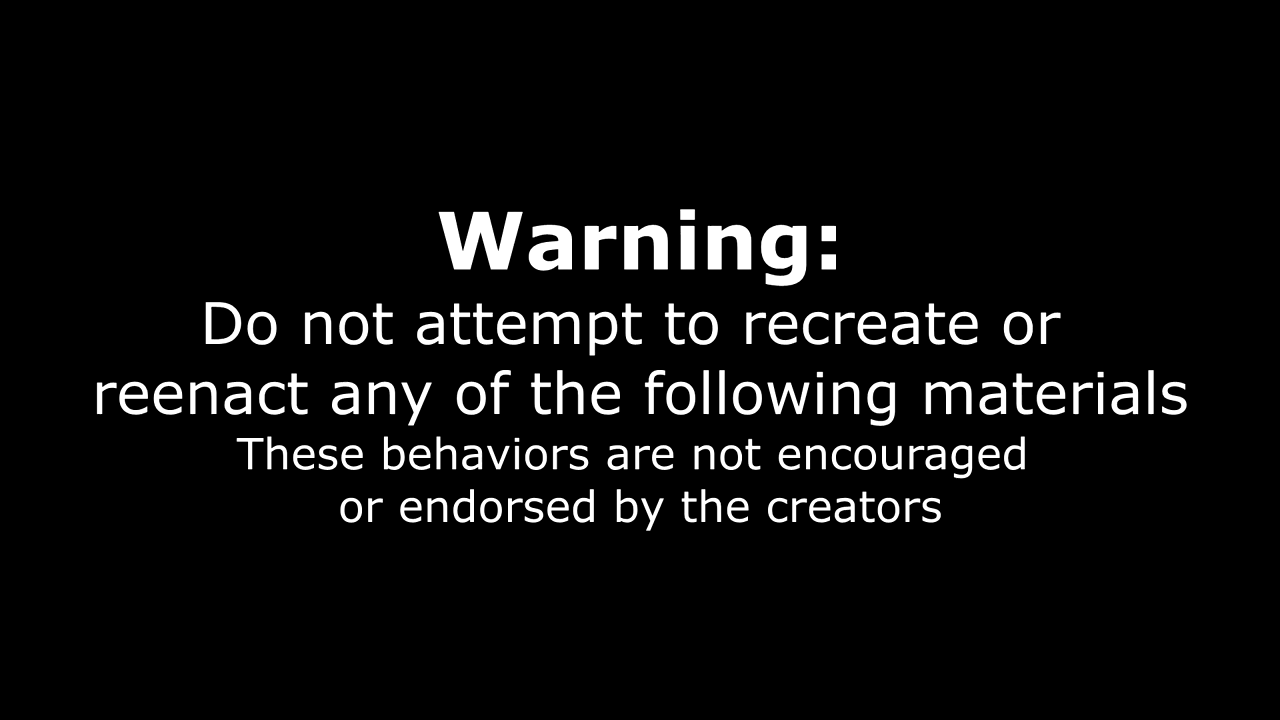 Warning:
Do not attempt to recreate or
reenact any of the following materials
These behaviors are not encouraged
or endorsed by the creators